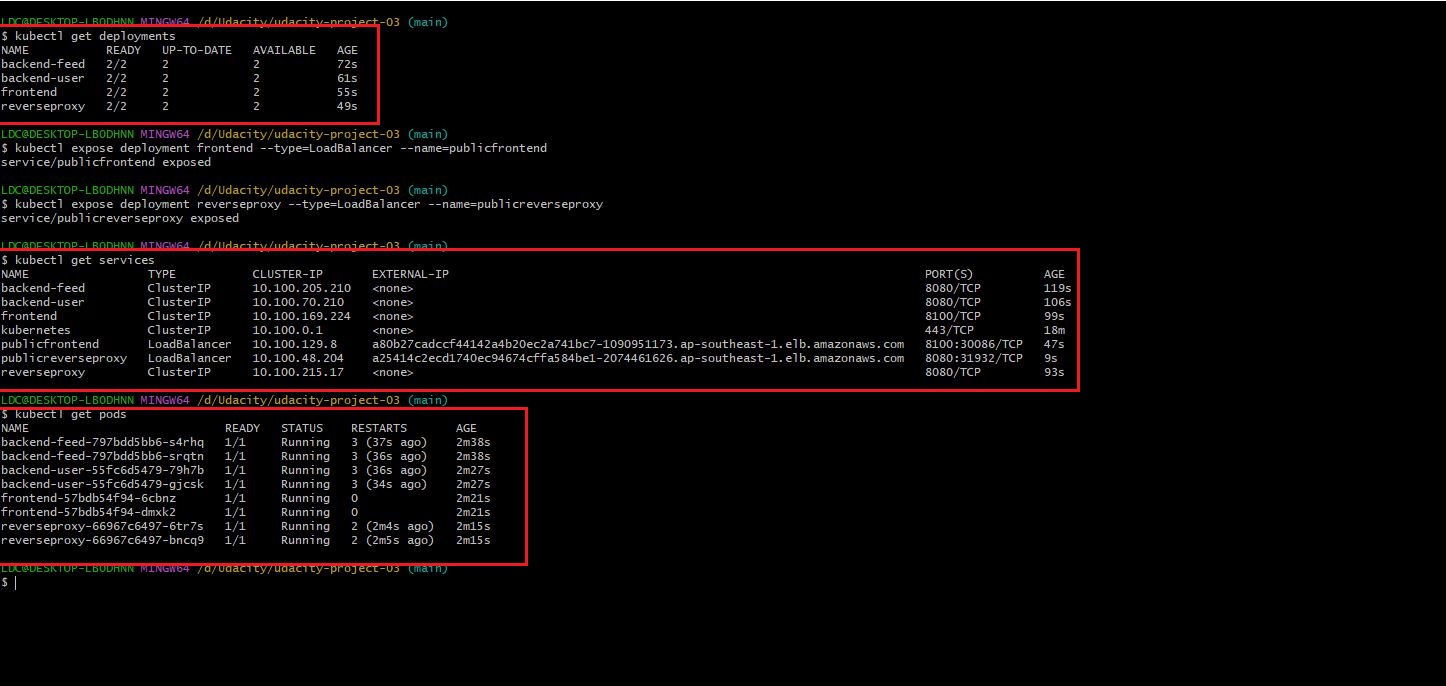 LDC@DESKTOP-LBODHNN MINGW64 /d/Udacity/udacity-project-03 (main)
$ kubectl get deployments
NAME READY UP-TO-DATE AVAILABLE AGE
backend-feed 2/2 2 2 72s
backend-user 2/2 2 2 61s
frontend 2/2 2 2 55s
reverseproxy 2/2 2 2 49s
LDC@DESKTOP-LBODHNN MINGW64 /d/Udacity/udacity-project-03 (main)
$ kubectl expose deployment frontend --type=LoadBalancer --name=publicfrontend
service/publicfrontend exposed
LDC@DESKTOP-LBODHNN MINGW64 /d/Udacity/udacity-project-03 (main)
$ kubectl expose deployment reverseproxy --type=LoadBalancer --name=publicreverseproxy
service/publicreverseproxy exposed
LDC@DESKTOP-LBODHNN MINGW64 /d/Udacity/udacity-project-03 (main)
$ kubectl get services
NAME TYPE CLUSTER-IP EXTERNAL-IP PORT(S) AGE
backend-feed ClusterIP 10.100.205.210 <none> 8080/TCP 119s
backend-user ClusterIP 10.100.70.210 <none> 8080/TCP 106s
frontend ClusterIP 10.100.169.224 <none> 8100/TCP 99s
kubernetes ClusterIP 10.100.0.1 <none> 443/TCP 18m
publicfrontend LoadBalancer 10.100.129.8 a80b27cadccf44142a4b20ec2a741bc7-1090951173.ap-southeast-1.elb.amazonaws.com 8100:30086/TCP 47s
publicreverseproxy LoadBalancer 10.100.48.204 a25414c2ecd1740ec94674cffa584be1-2074461626.ap-southeast-1.elb.amazonaws.com 8080:31932/TCP 9s
reverseproxy ClusterIP 10.100.215.17 <none> 8080/TCP 93s
LDC@DESKTOP-LBODHNN MINGW64 /d/Udacity/udacity-project-03 (main)
$ kubectl get pods
NAME READY STATUS RESTARTS AGE
backend-feed-797bdd5bb6-s4rhq 1/1 Running 3 (37s ago) 2m38s
backend-feed-797bdd5bb6-srqtn 1/1 Running 3 (36s ago) 2m38s
backend-user-55fc6d5479-79h7b 1/1 Running 3 (36s ago) 2m27s
backend-user-55fc6d5479-gjcsk 1/1 Running 3 (34s ago) 2m27s
frontend-57bdb54f94-6cbnz 1/1 Running 0 2m21s
frontend-57bdb54f94-dmxk2 1/1 Running 0 2m21s
reverseproxy-66967c6497-6tr7s 1/1 Running 2 (2m4s ago) 2m15s
reverseproxy-66967c6497-bncq9 1/1 Running 2 (2m5s ago) 2m15s
LDC@DESKTOP-LBODHNN MINGW64 /d/Udacity/udacity-project-03 (main)
$